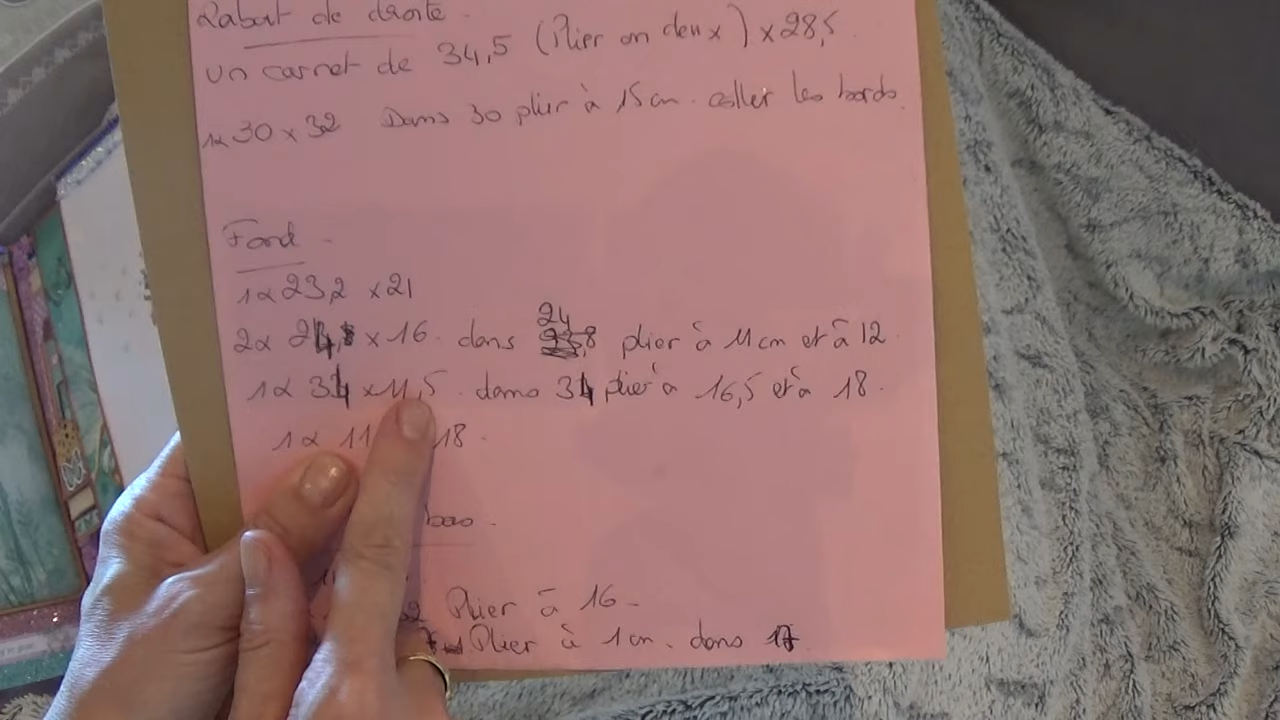 Rabat de droite.
un carnet de 34,5 (Plier en deux) x 28,5
1x 30 x 32 Dans 30 plier à 15 cm. coller les bords.
Fond.
1x 23,2 x 21
24
2x 24, x 16. dans plier à 11 cm et à 12.
1x 34 x 11,5. dans 34 plier à 16,5 et à 18.
1x 11 18.
bas.
Plier à 16.
Plier à 1 cm. dans 17